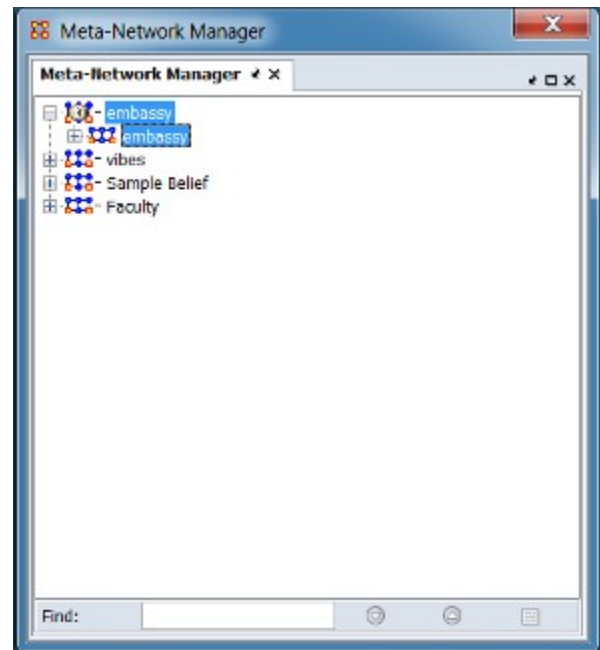 Meta-Network Manager
Meta-Network Manager
embassy
embassy
vibes
Sample Belief
Faculty
Find: